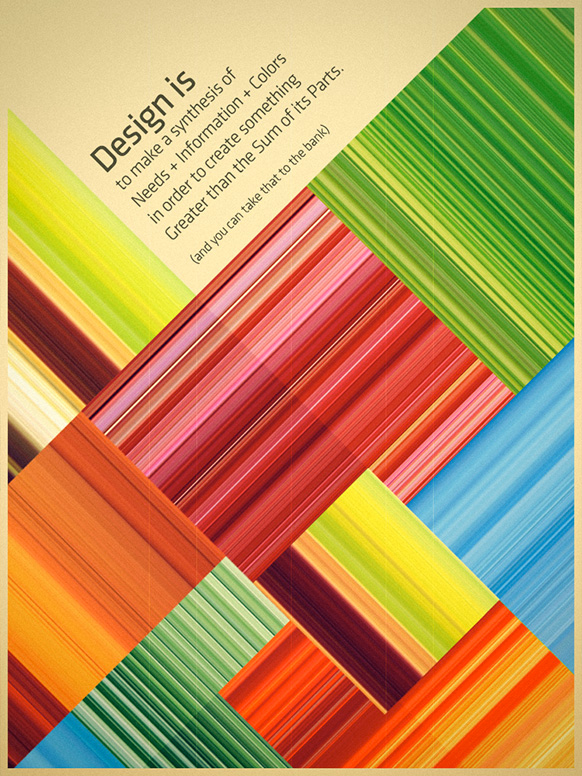 Design is
to make a synthesis of
Needs + Information + Colors
in order to create something
Greater than the Sum of its Parts.
(and you can take that to the bank)